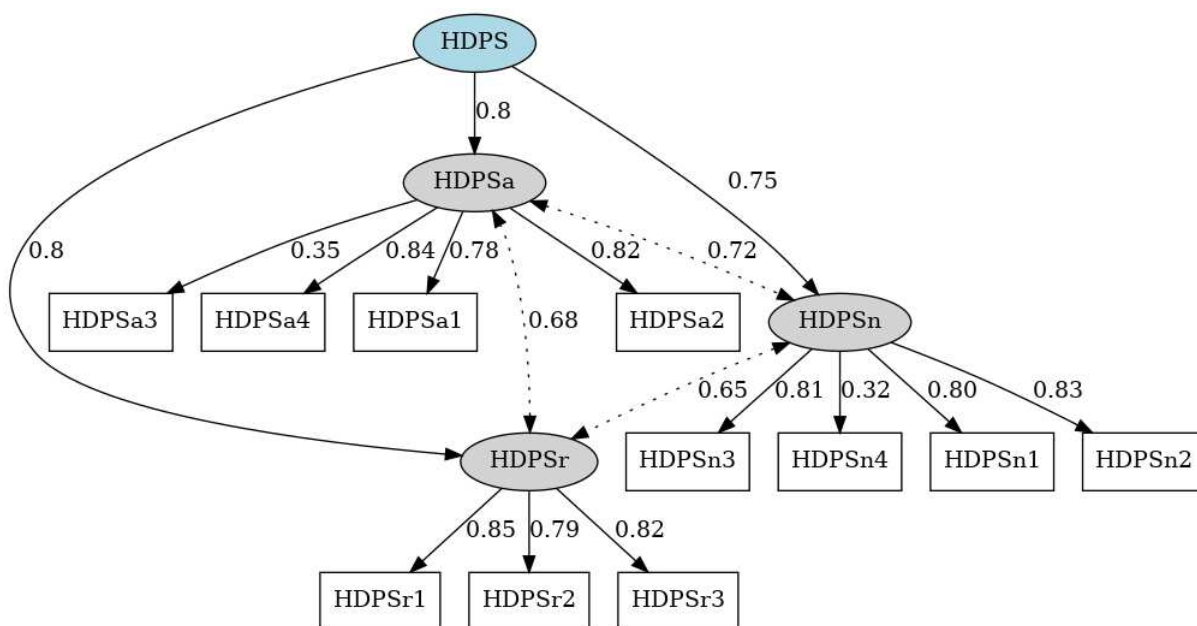 HDPS
0.8
HDPSa
0.75
0.8
0.35
0.84
0.78
0.82
0.72
HDPSa3
HDPSa4
HDPSa1
HDPSa2
0.68
HDPSn
0.65
0.81
0.32
0.80
0.83
HDPSr
HDPSn3
HDPSn4
HDPSn1
HDPSn2
0.85
0.79
0.82
HDPSr1
HDPSr2
HDPSr3